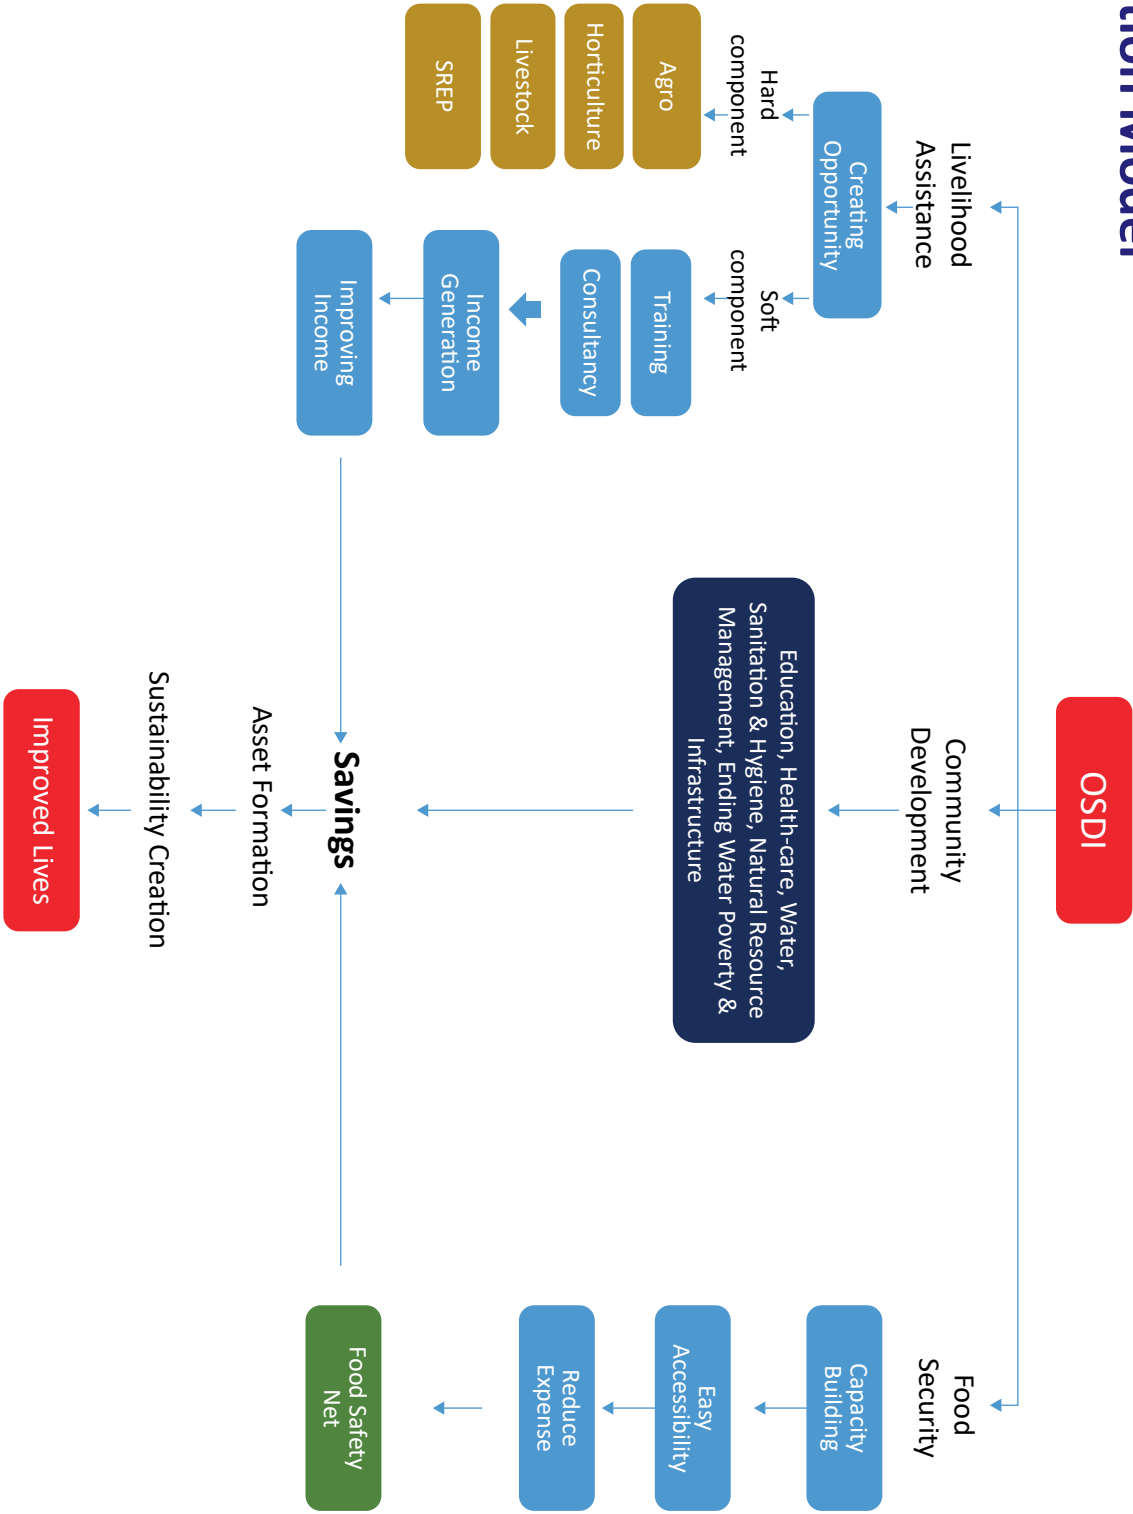 tion Model
OSDI
Livelihood
Assistance
Community
Development
Food
Security
Creating
Opportunity
Hard
component
Soft
component
Agro
Horticulture
Livestock
SREP
Training
Consultancy
Income
Generation
Improving
Income
Education, Health-care, Water,
Sanitation & Hygiene, Natural Resource
Management, Ending Water Poverty &
Infrastructure
Capacity
Building
Easy
Accessibility
Reduce
Expense
Food Safety
Net
Savings
Asset Formation
Sustainability Creation
Improved Lives